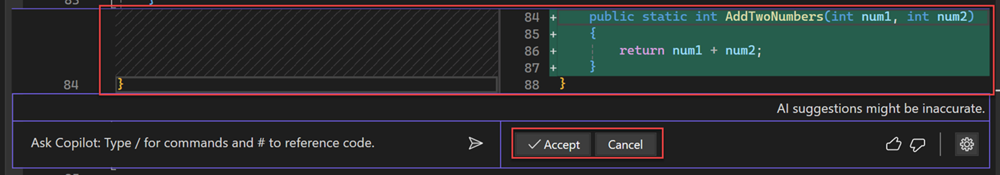 83 }
84 + public static int AddTwoNumbers(int num1, int num2)
85 + {
86 + return num1 + num2;
87 + }
84 }
88 }
AI suggestions might be inaccurate.
Ask Copilot: Type / for commands and # to reference code.
Accept
Cancel